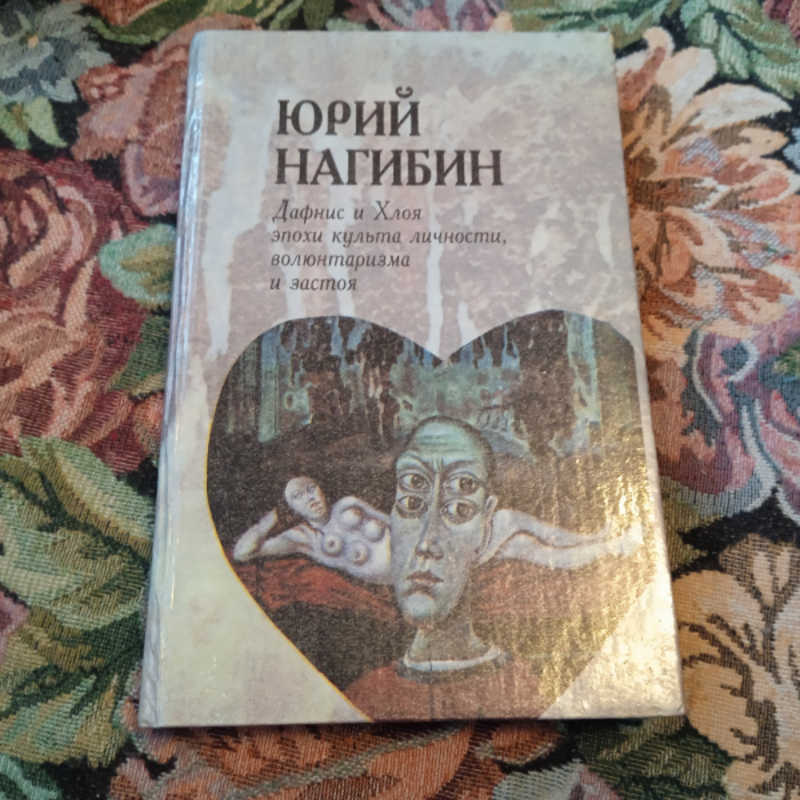 ЮРИЙ
НАГИБИН
Дафнис и Хлоя
эпохи культа личности,
волюнтаризма
и застоя